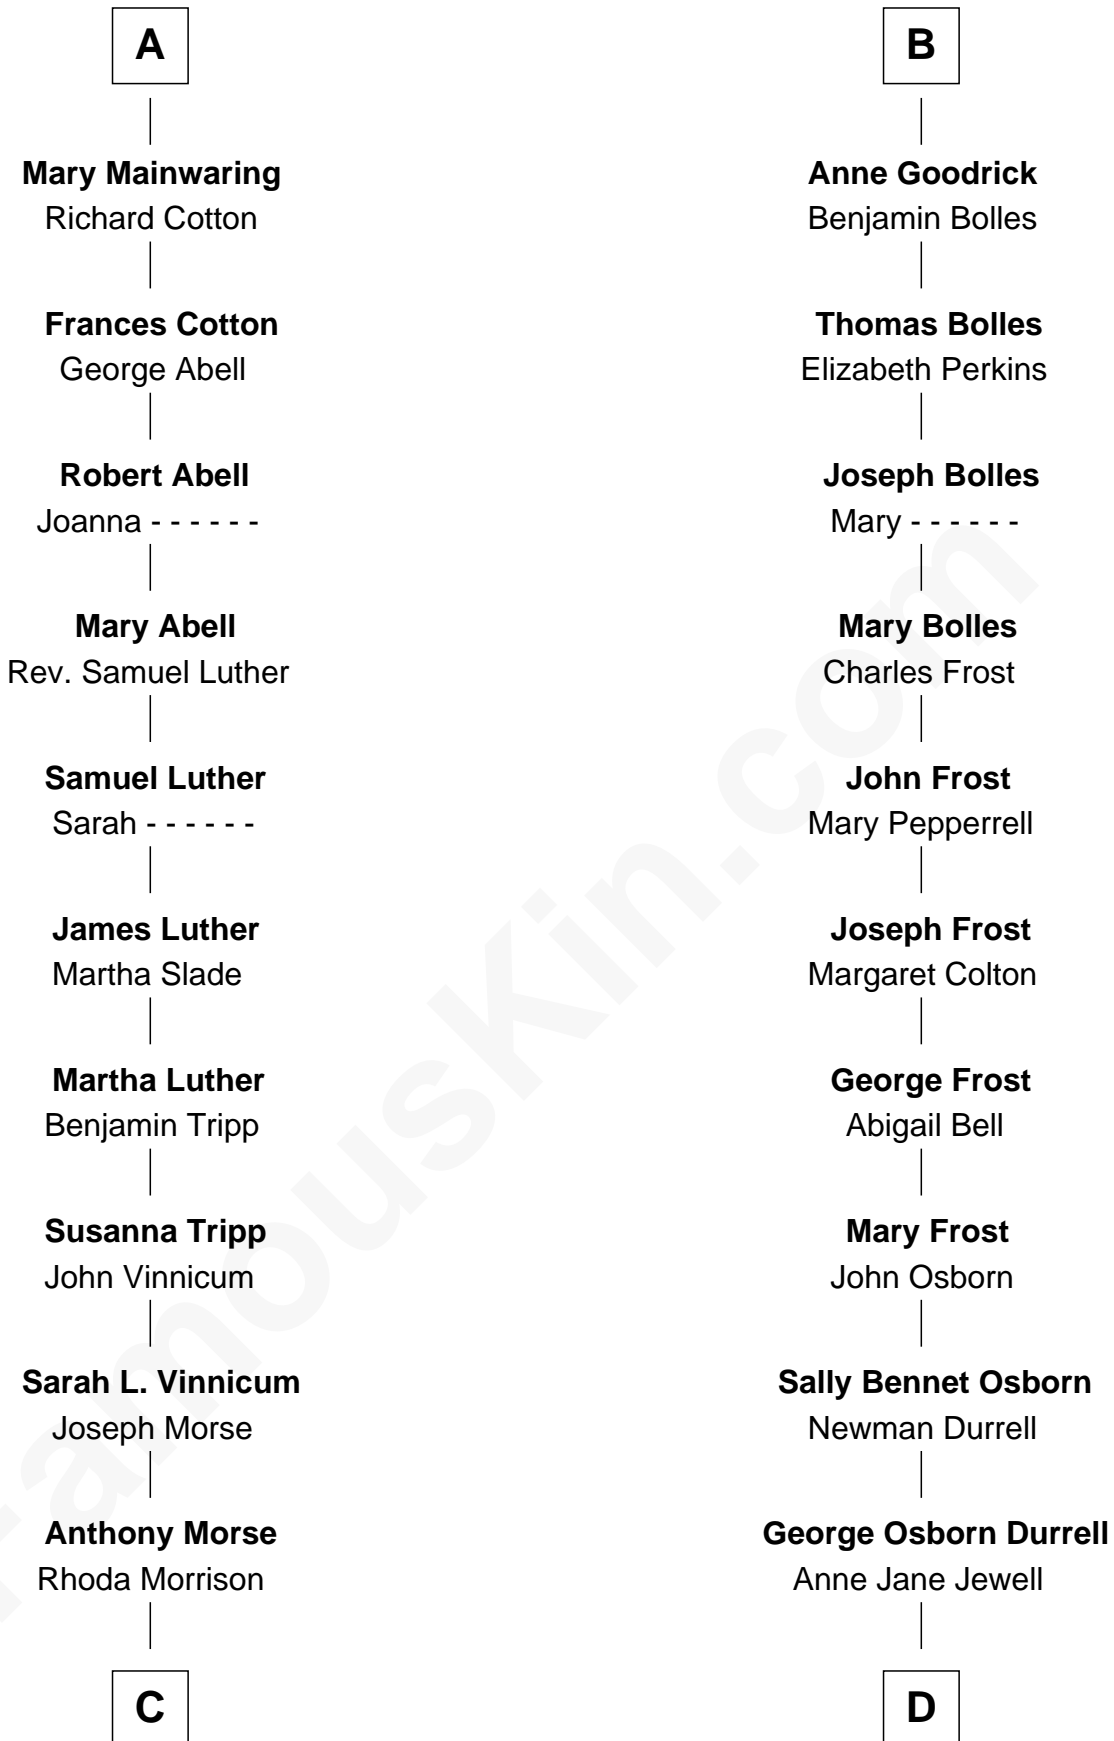 A
Mary Mainwaring
Richard Cotton
Frances Cotton
George Abell
Robert Abell
Joanna - - - - - -
Mary Abell
Rev. Samuel Luther
Samuel Luther
Sarah - - - - - -
James Luther
Martha Slade
Martha Luther
Benjamin Tripp
Susanna Tripp
John Vinnicum
Sarah L. Vinnicum
Joseph Morse
Anthony Morse
Rhoda Morrison
C
B
Anne Goodrick
Benjamin Bolles
Thomas Bolles
Elizabeth Perkins
Joseph Bolles
Mary - - - - - -
Mary Bolles
Charles Frost
John Frost
Mary Pepperrell
Joseph Frost
Margaret Colton
George Frost
Abigail Bell
Mary Frost
John Osborn
Sally Bennet Osborn
Newman Durrell
George Osborn Durrell
Anne Jane Jewell
D
FamousKin.com